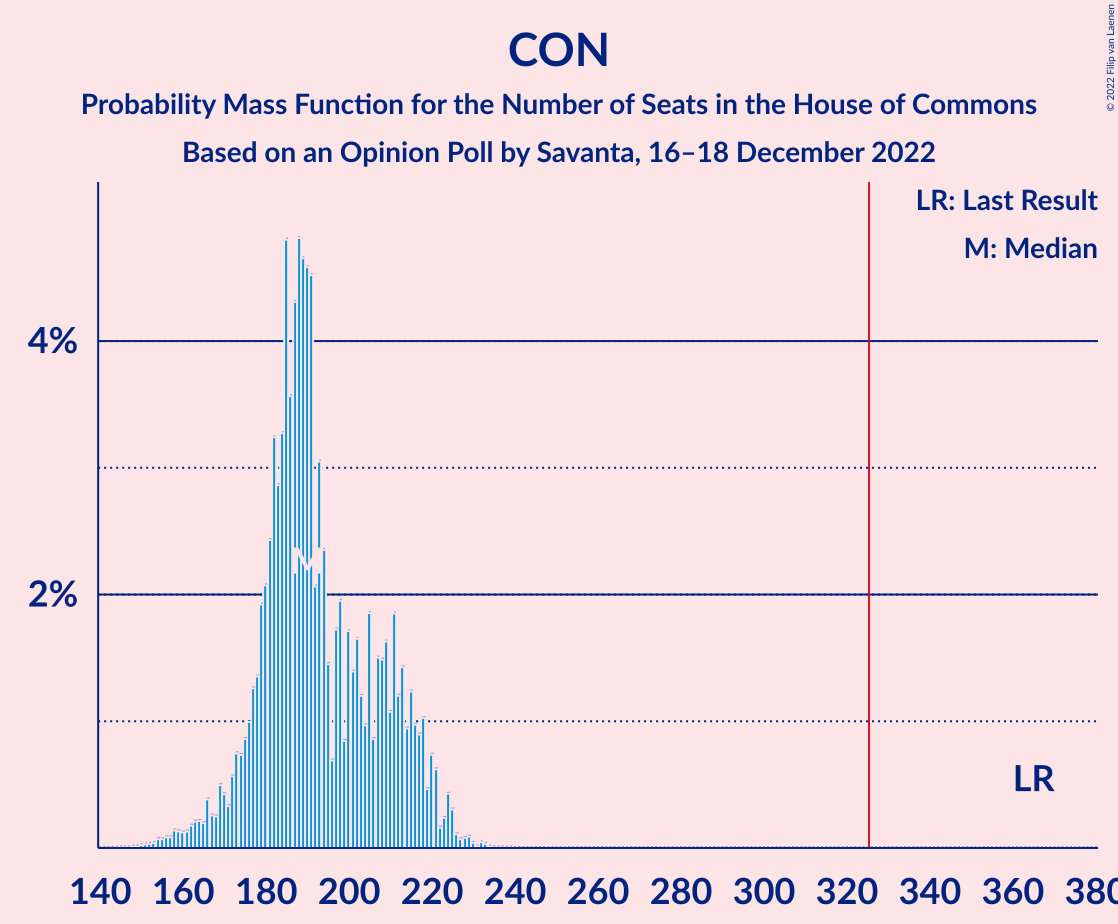 CON
Probability Mass Function for the Number of Seats in the House of Commons
Based on an Opinion Poll by Savanta, 16–18 December 2022
© 2022 Filip van Laenen
LR: Last Result
M: Median
4%
2%
M
LR
140 160 180 200 220 240 260 280 300 320 340 360 380